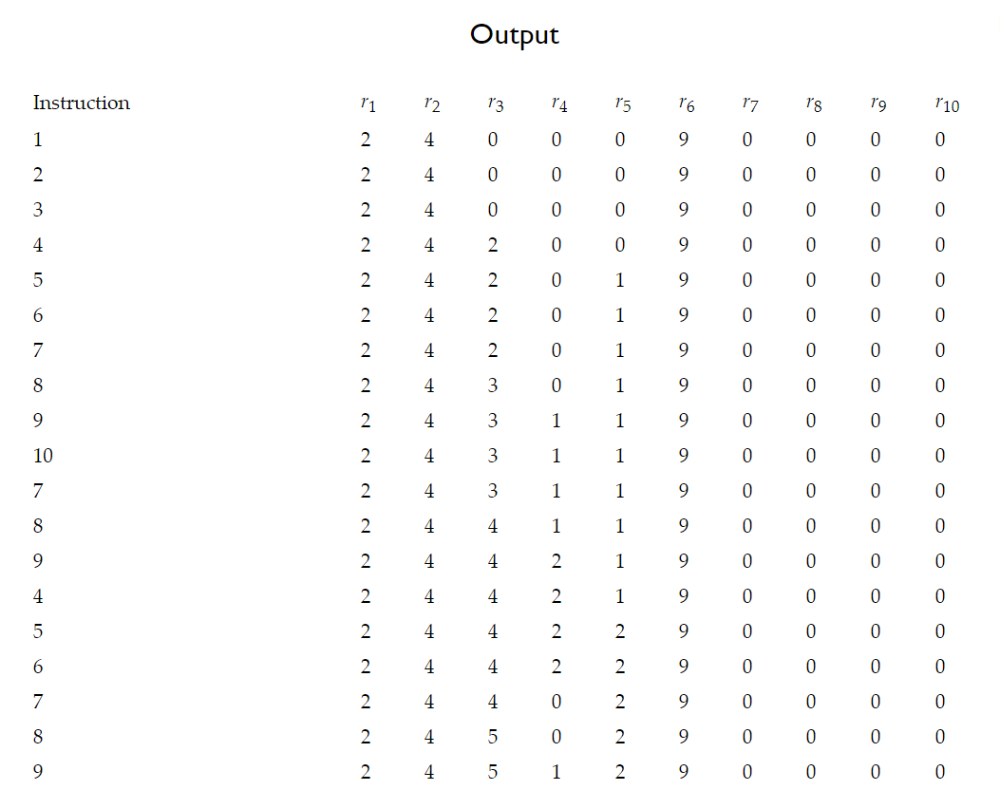 Output
Instruction r1 r2 r3 r4 r5 r6 r7 r8 r9 r10
1 2 4 0 0 0 9 0 0 0 0
2 2 4 0 0 0 9 0 0 0 0
3 2 4 0 0 0 9 0 0 0 0
4 2 4 2 0 0 9 0 0 0 0
5 2 4 2 0 1 9 0 0 0 0
6 2 4 2 0 1 9 0 0 0 0
7 2 4 2 0 1 9 0 0 0 0
8 2 4 3 0 1 9 0 0 0 0
9 2 4 3 1 1 9 0 0 0 0
10 2 4 3 1 1 9 0 0 0 0
7 2 4 3 1 1 9 0 0 0 0
8 2 4 4 1 1 9 0 0 0 0
9 2 4 4 2 1 9 0 0 0 0
4 2 4 4 2 1 9 0 0 0 0
5 2 4 4 2 2 9 0 0 0 0
6 2 4 4 2 2 9 0 0 0 0
7 2 4 4 0 2 9 0 0 0 0
8 2 4 5 0 2 9 0 0 0 0
9 2 4 5 1 2 9 0 0 0 0